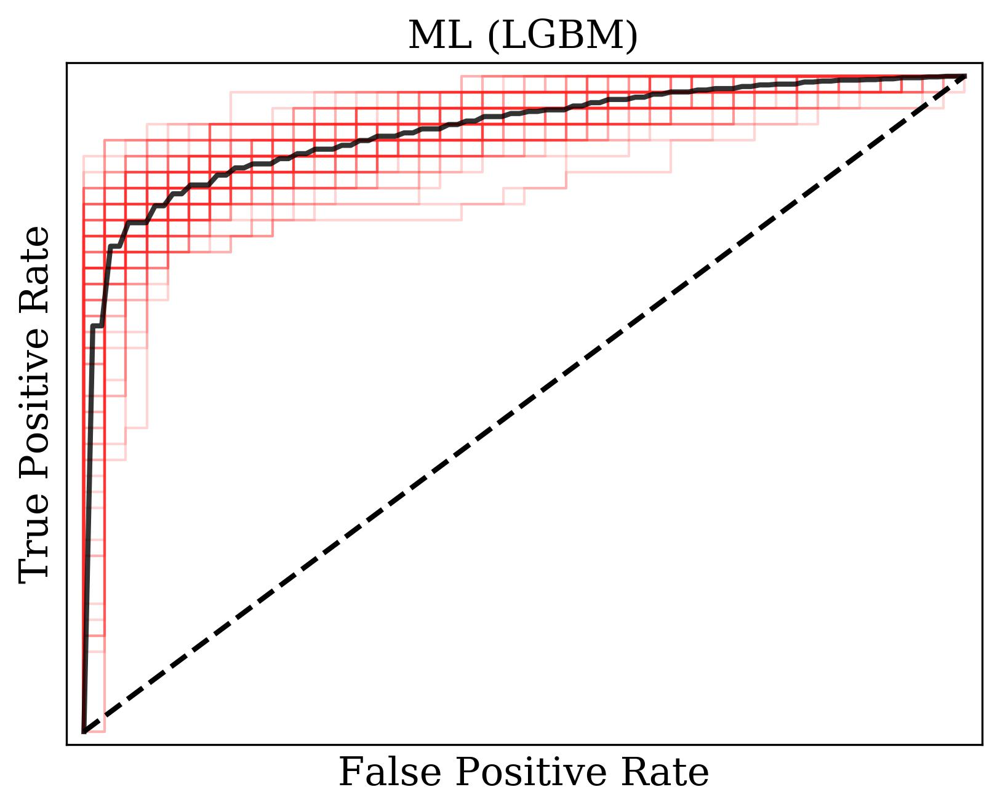 ML (LGBM)
True Positive Rate
False Positive Rate